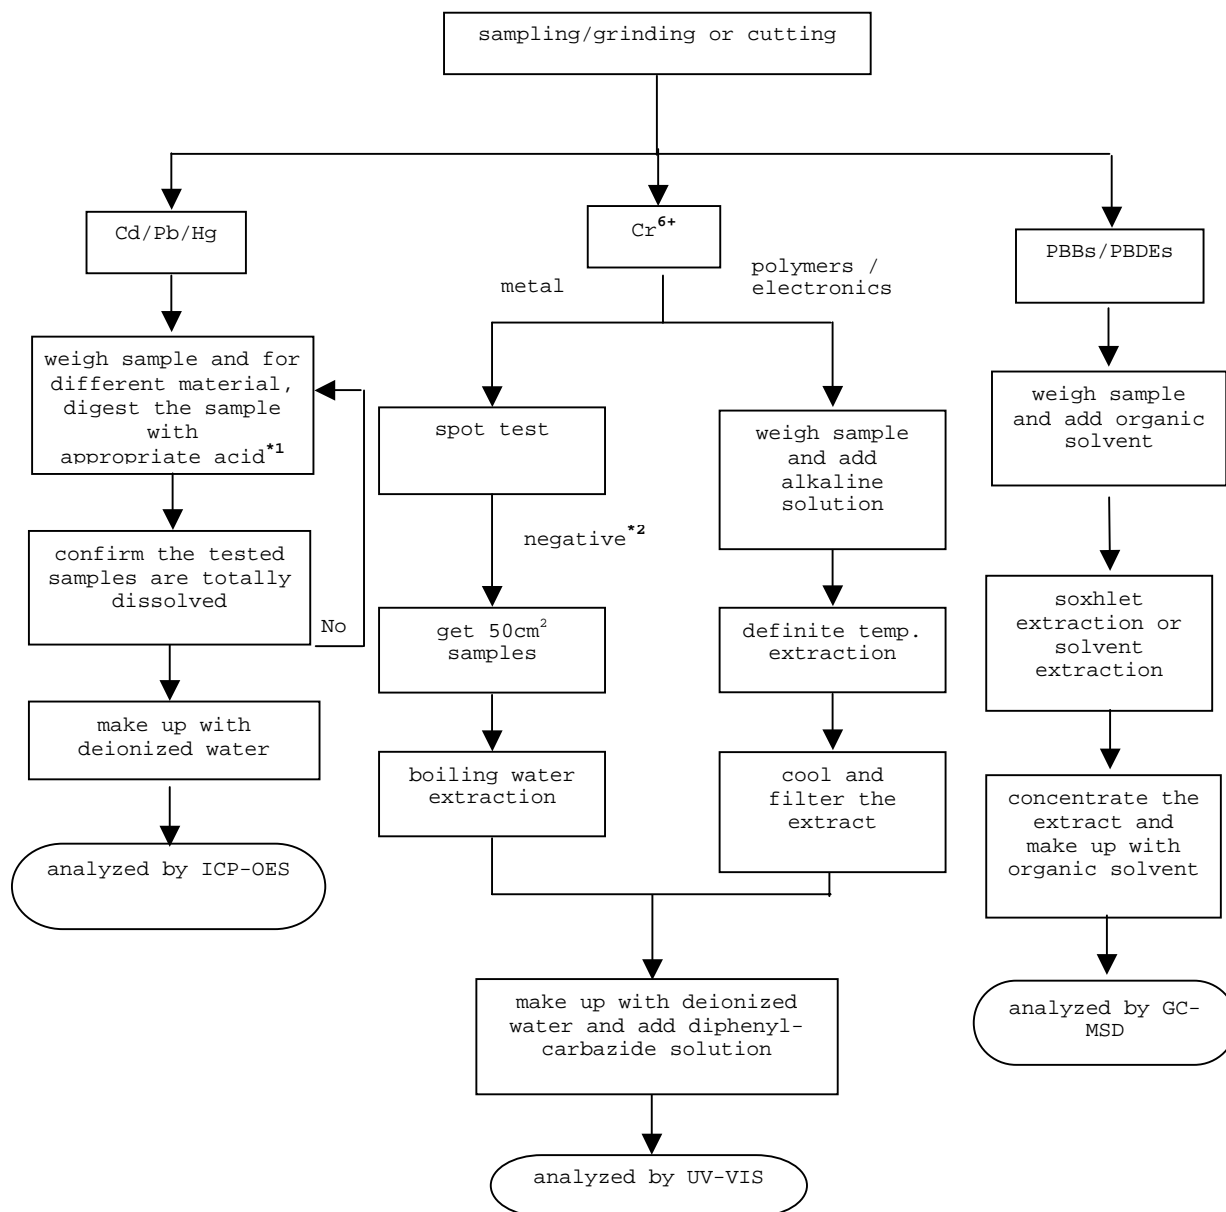 sampling/grinding or cutting
Cd/Pb/Hg
weigh sample and for
different material,
digest the sample
with
appropriate acid*1
confirm the tested
samples are totally
dissolved
No
make up with
deionized water
analyzed by ICP-OES
Cr6+
metal
polymers /
electronics
spot test
negative*2
get 50cm2
samples
boiling water
extraction
weigh sample
and add
alkaline
solution
definite temp.
extraction
cool and
filter the
extract
make up with deionized
water and add diphenyl-
carbazide solution
analyzed by UV-VIS
PBBs/PBDEs
weigh sample
and add organic
solvent
soxhlet
extraction or
solvent
extraction
concentrate the
extract and
make up with
organic solvent
analyzed by GC-
MSD